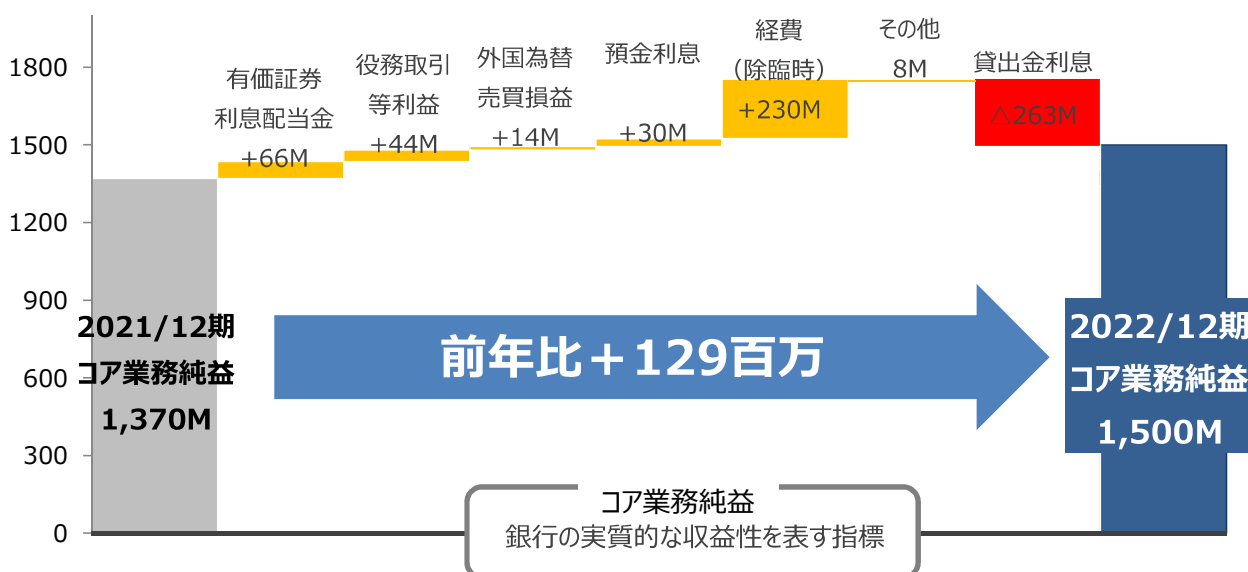 1800
1500
1200
900
600
300
0
有価証券
利息配当金
+66M
役務取引
等利益
+44M
外国為替
売買損益
+14M
預金利息
+30M
経費
（除臨時）
+230M
その他
8M
貸出金利息
△263M
2021/12期
コア業務純益
1,370M
前年比＋129百万
2022/12期
コア業務純益
1,500M
コア業務純益
銀行の実質的な収益性を表す指標